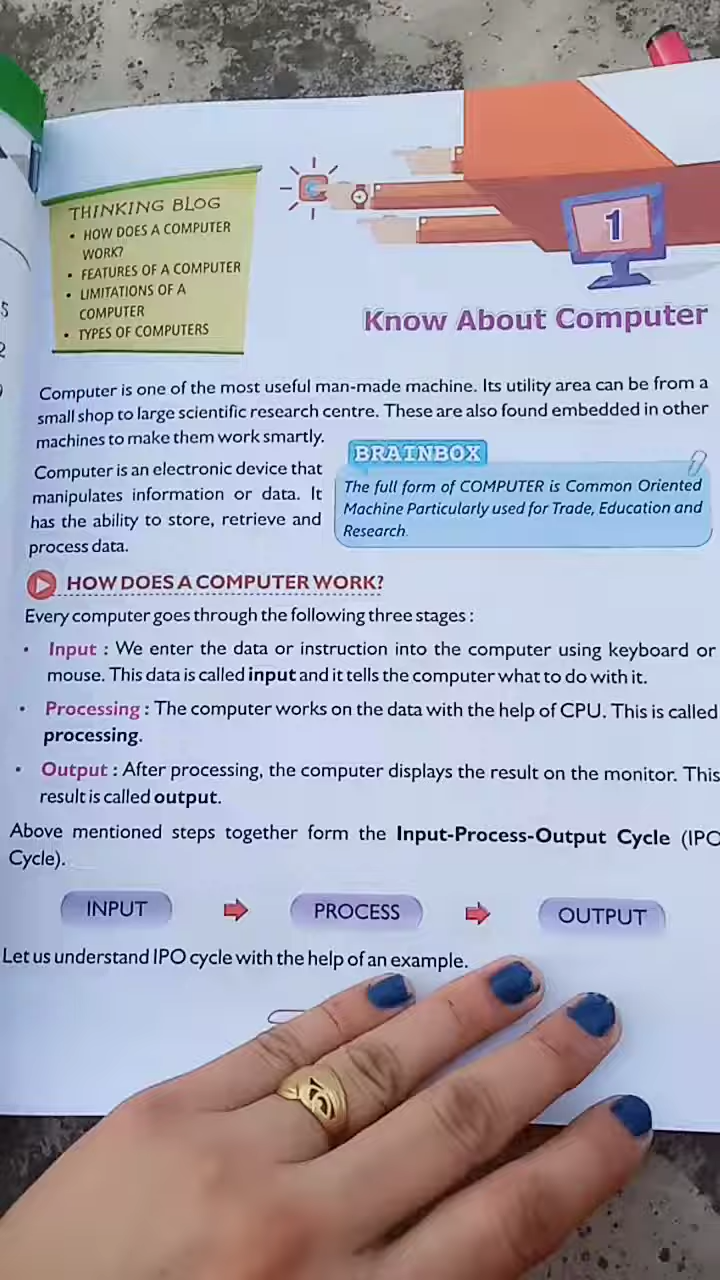 THINKING BLOG
• HOW DOES A COMPUTER
WORK?
• FEATURES OF A COMPUTER
• LIMITATIONS OF A
COMPUTER
• TYPES OF COMPUTERS
1
Know About Computer
Computer is one of the most useful man-made machine. Its utility area can be from a
small shop to large scientific research centre. These are also found embedded in other
machines to make them work smartly.
Computer is an electronic device that
manipulates information or data. It
has the ability to store, retrieve and
process data.
BRAINBOX
The full form of COMPUTER is Common Oriented
Machine Particularly used for Trade, Education and
Research.
HOW DOES A COMPUTER WORK?
Every computer goes through the following three stages :
• Input : We enter the data or instruction into the computer using keyboard or
mouse. This data is called input and it tells the computer what to do with it.
• Processing : The computer works on the data with the help of CPU. This is called
processing.
• Output : After processing, the computer displays the result on the monitor. This
result is called output.
Above mentioned steps together form the Input-Process-Output Cycle (IPO
Cycle).
INPUT
PROCESS
OUTPUT
Let us understand IPO cycle with the help of an example.
5
2